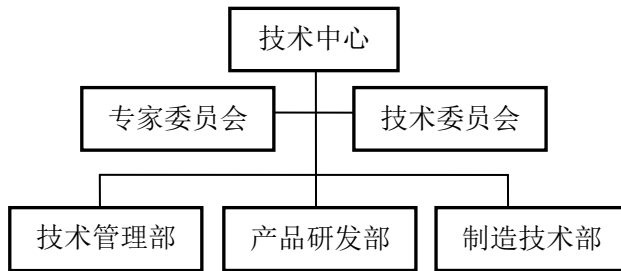 技术中心
专家委员会
技术委员会
技术管理部
产品研发部
制造技术部